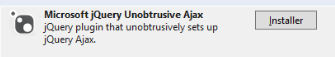 Microsoft jQuery Unobtrusive Ajax
jQuery plugin that unobtrusively sets up
jQuery Ajax.
Installer